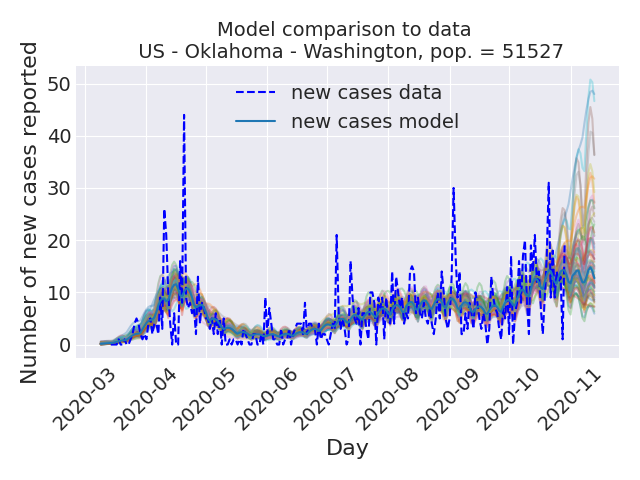 Model comparison to data
US - Oklahoma - Washington, pop. = 51527
Number of new cases reported
50
40
30
20
10
0
new cases data
new cases model
2020-03
2020-04
2020-05
2020-06
2020-07
2020-08
2020-09
2020-10
2020-11
Day